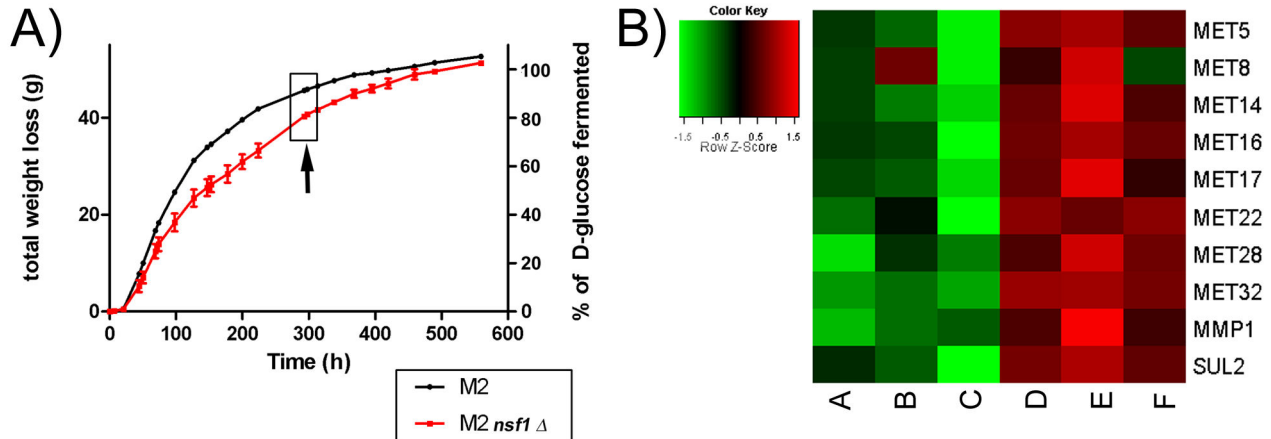 A)
total weight loss (g)
40
20
0
0
100
200
300
400
500
600
Time (h)
100
80
60
40
20
0
% of D-glucose fermented
M2
M2 nsf1 Δ
B)
Color Key
-1.5
-0.5
0.5
1.5
Row Z-Score
MET5
MET8
MET14
MET16
MET17
MET22
MET28
MET32
MMP1
SUL2
A
B
C
D
E
F